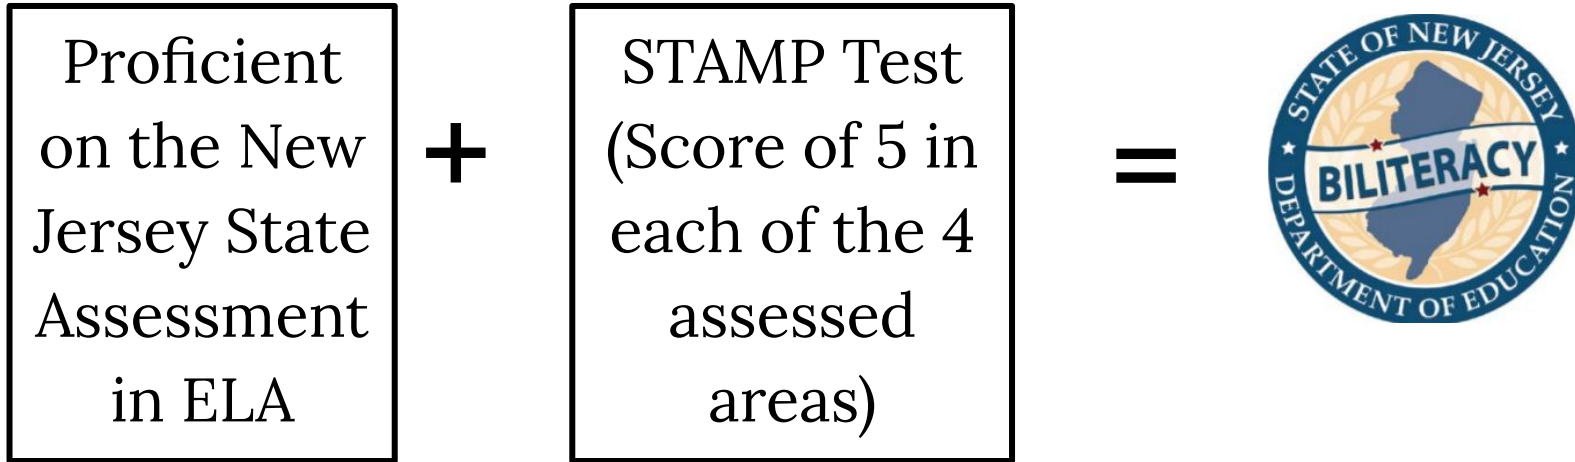 Proficient
on the New
Jersey State
Assessment
in ELA
+
STAMP Test
(Score of 5 in
each of the 4
assessed
areas)
=
STATE OF NEW JERSEY
BILITERACY
DEPARTMENT OF EDUCATION